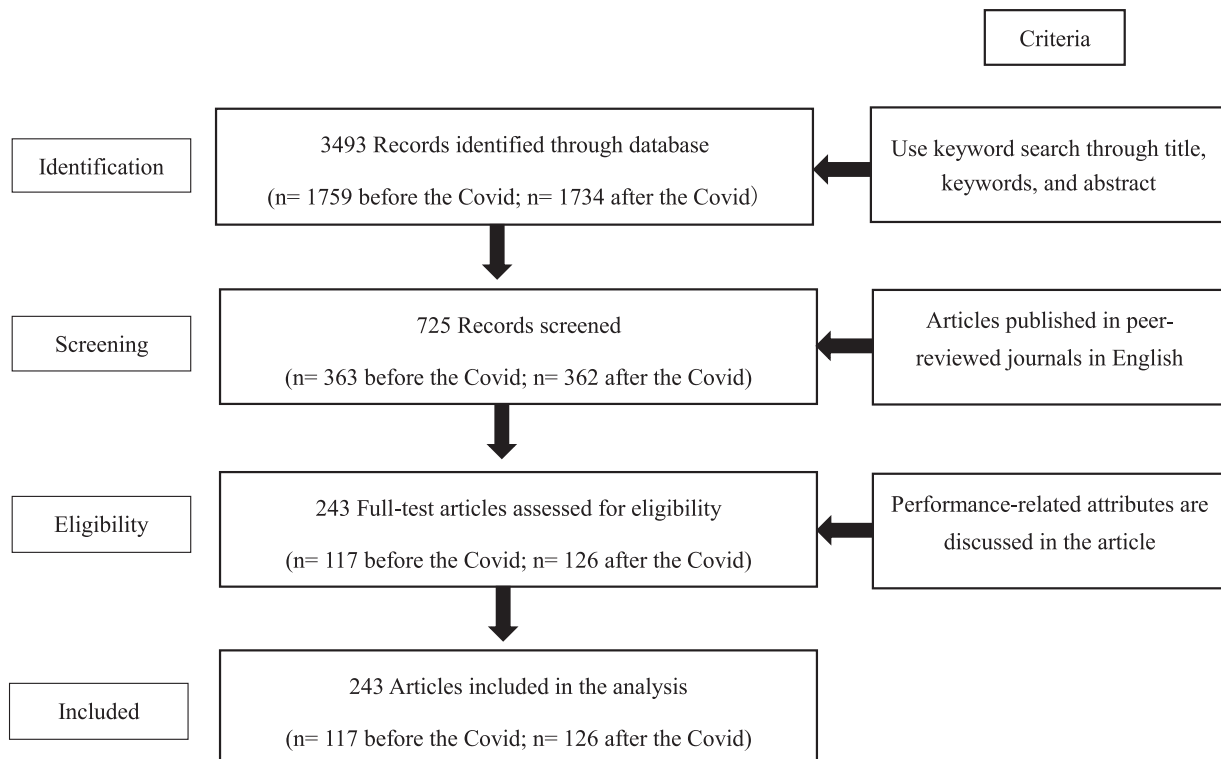 Criteria
Identification
3493 Records identified through database
(n= 1759 before the Covid; n= 1734 after the Covid)
Use keyword search through title,
keywords, and abstract
Screening
725 Records screened
(n= 363 before the Covid; n= 362 after the Covid)
Articles published in peer-
reviewed journals in English
Eligibility
243 Full-test articles assessed for eligibility
(n= 117 before the Covid; n= 126 after the Covid)
Performance-related attributes are
discussed in the article
Included
243 Articles included in the analysis
(n= 117 before the Covid; n= 126 after the Covid)